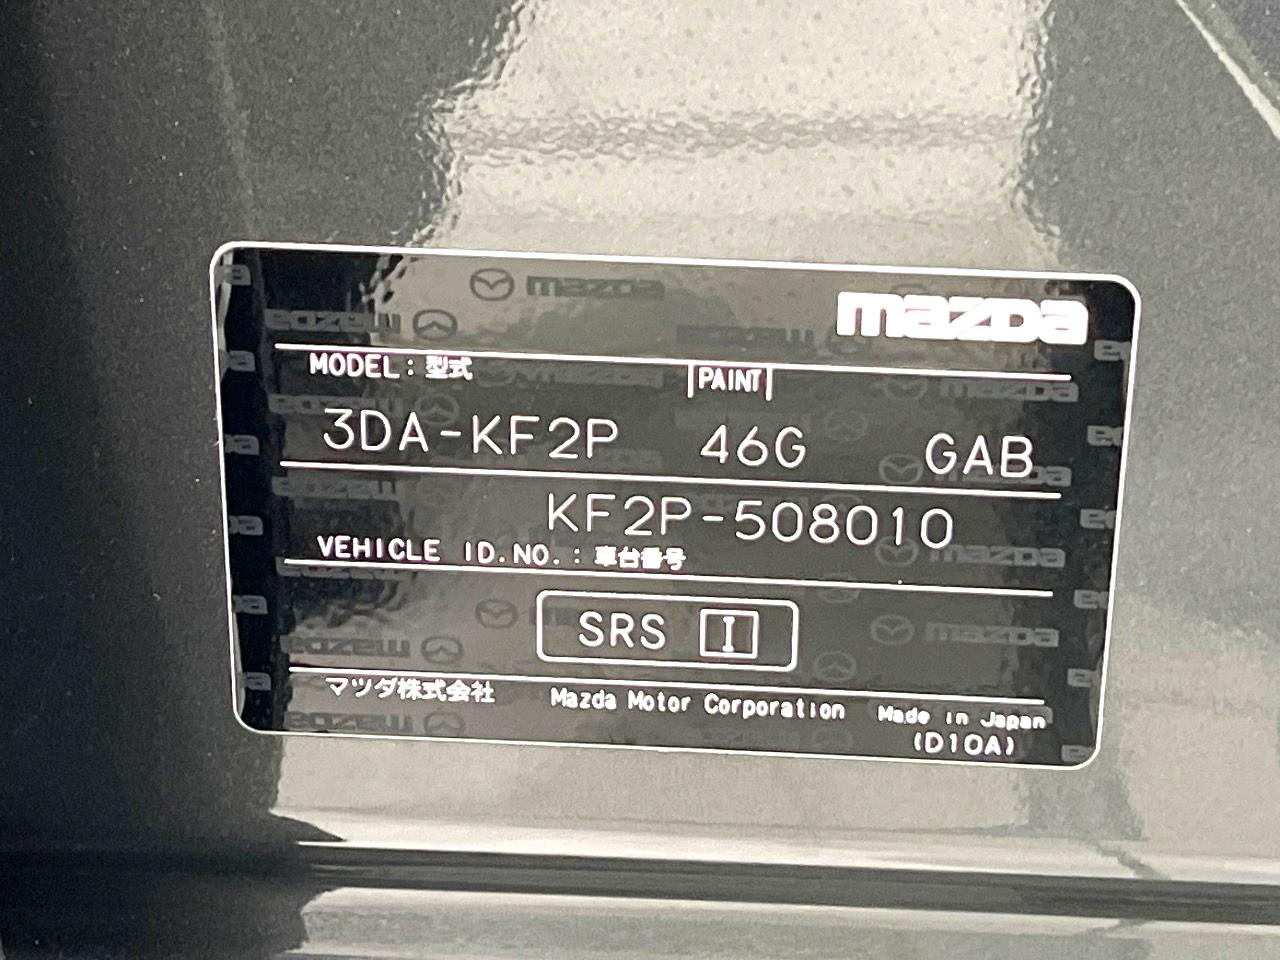 mazda
MODEL: 型式 PAINT
3DA-KF2P 46G GAB
KF2P-508010
VEHICLE ID.NO.: 車台番号
SRS I
マツダ株式会社 Mazda Motor Corporation Made in Japan
(D10A)